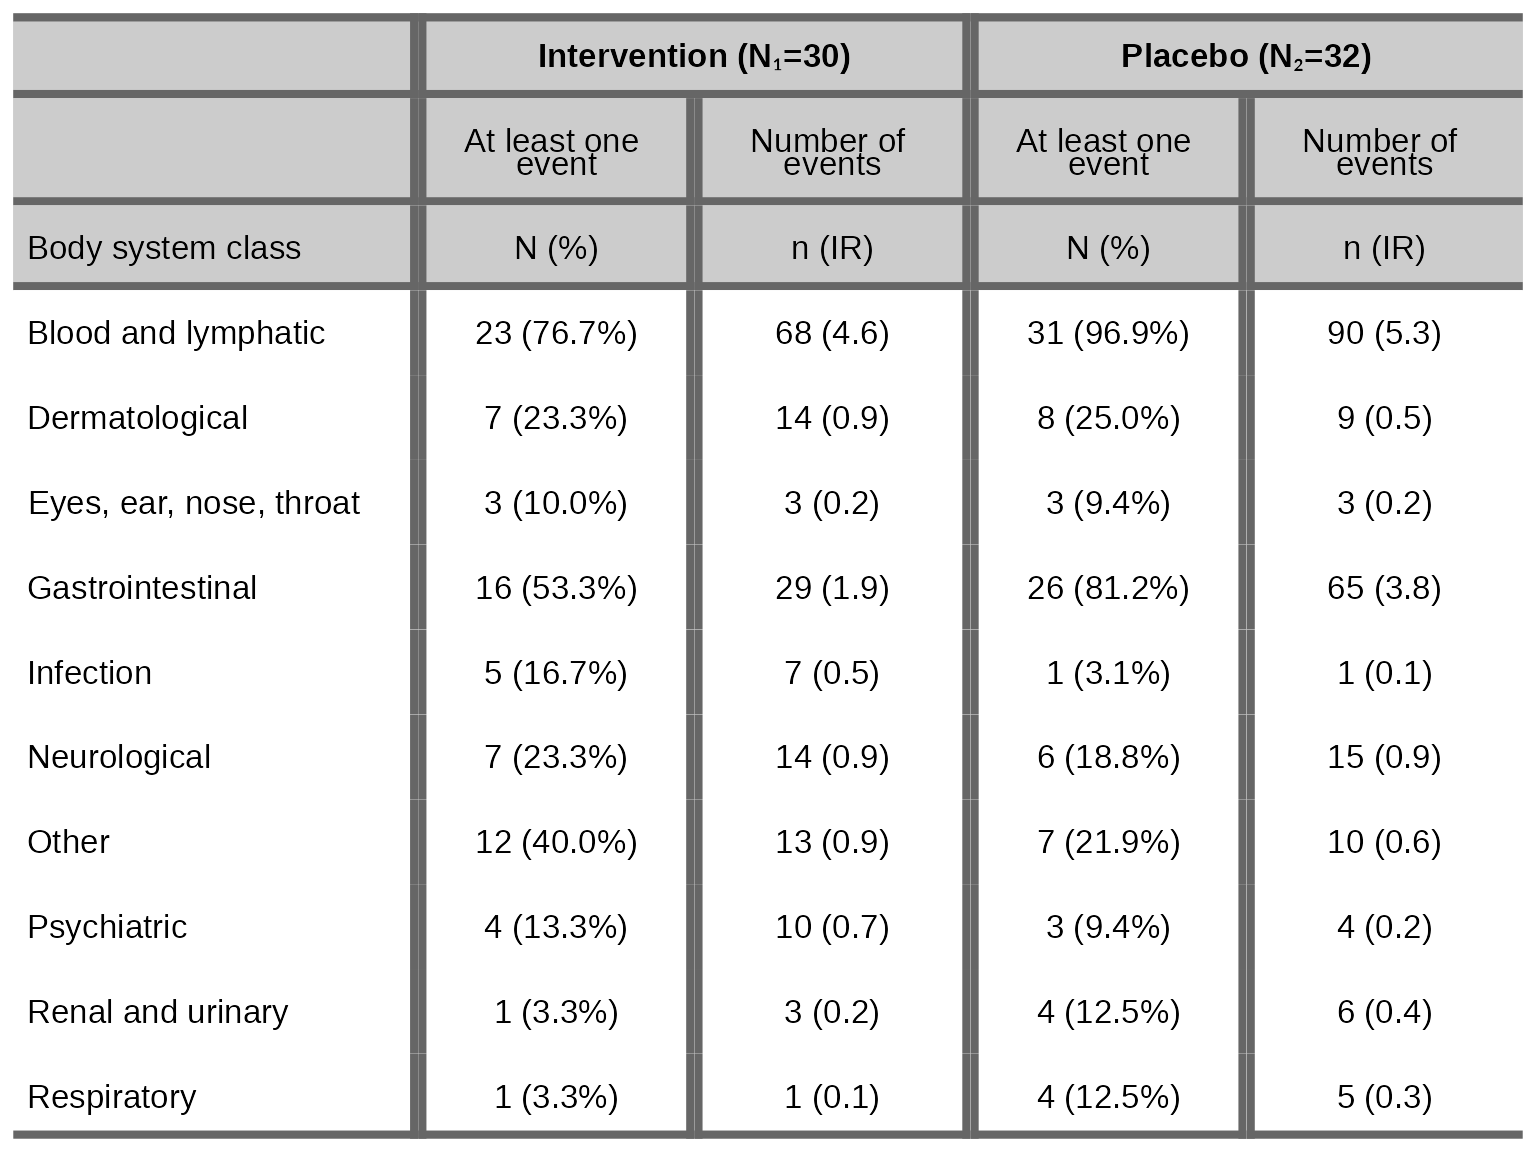 Intervention (N₁=30) Placebo (N₂=32)
At least one event Number of events At least one event Number of events
Body system class N (%) n (IR) N (%) n (IR)
Blood and lymphatic 23 (76.7%) 68 (4.6) 31 (96.9%) 90 (5.3)
Dermatological 7 (23.3%) 14 (0.9) 8 (25.0%) 9 (0.5)
Eyes, ear, nose, throat 3 (10.0%) 3 (0.2) 3 (9.4%) 3 (0.2)
Gastrointestinal 16 (53.3%) 29 (1.9) 26 (81.2%) 65 (3.8)
Infection 5 (16.7%) 7 (0.5) 1 (3.1%) 1 (0.1)
Neurological 7 (23.3%) 14 (0.9) 6 (18.8%) 15 (0.9)
Other 12 (40.0%) 13 (0.9) 7 (21.9%) 10 (0.6)
Psychiatric 4 (13.3%) 10 (0.7) 3 (9.4%) 4 (0.2)
Renal and urinary 1 (3.3%) 3 (0.2) 4 (12.5%) 6 (0.4)
Respiratory 1 (3.3%) 1 (0.1) 4 (12.5%) 5 (0.3)